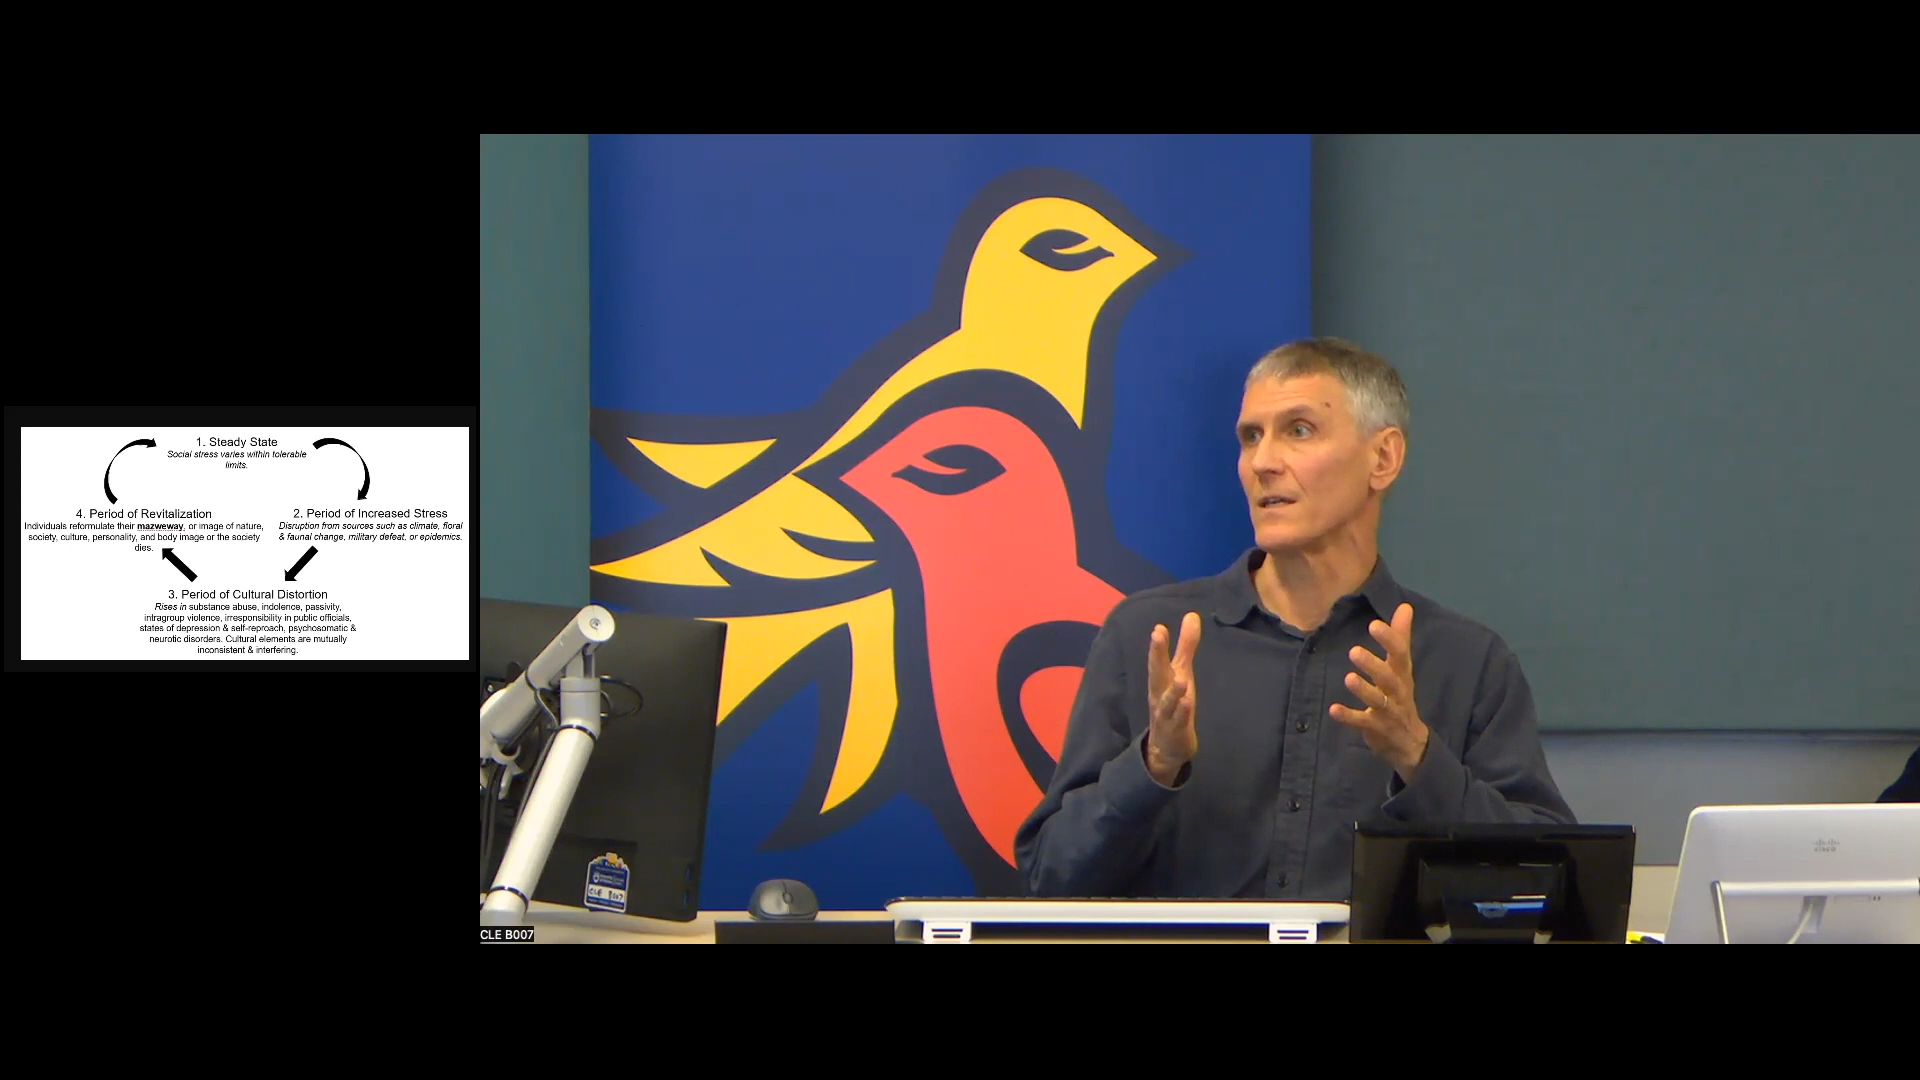 1. Steady State
Social stress varies within tolerable
limits.
4. Period of Revitalization
Individuals reformulate their mazweway, or image of nature,
society, culture, personality, and body image or the society
dies.
2. Period of Increased Stress
Disruption from sources such as climate, floral
& faunal change, military defeat, or epidemics.
3. Period of Cultural Distortion
Rises in substance abuse, indolence, passivity,
intragroup violence, irresponsibility in public officials,
states of depression & self-reproach, psychosomatic &
neurotic disorders. Cultural elements are mutually
inconsistent & interfering.
CLE B007
cisco
CLE B007